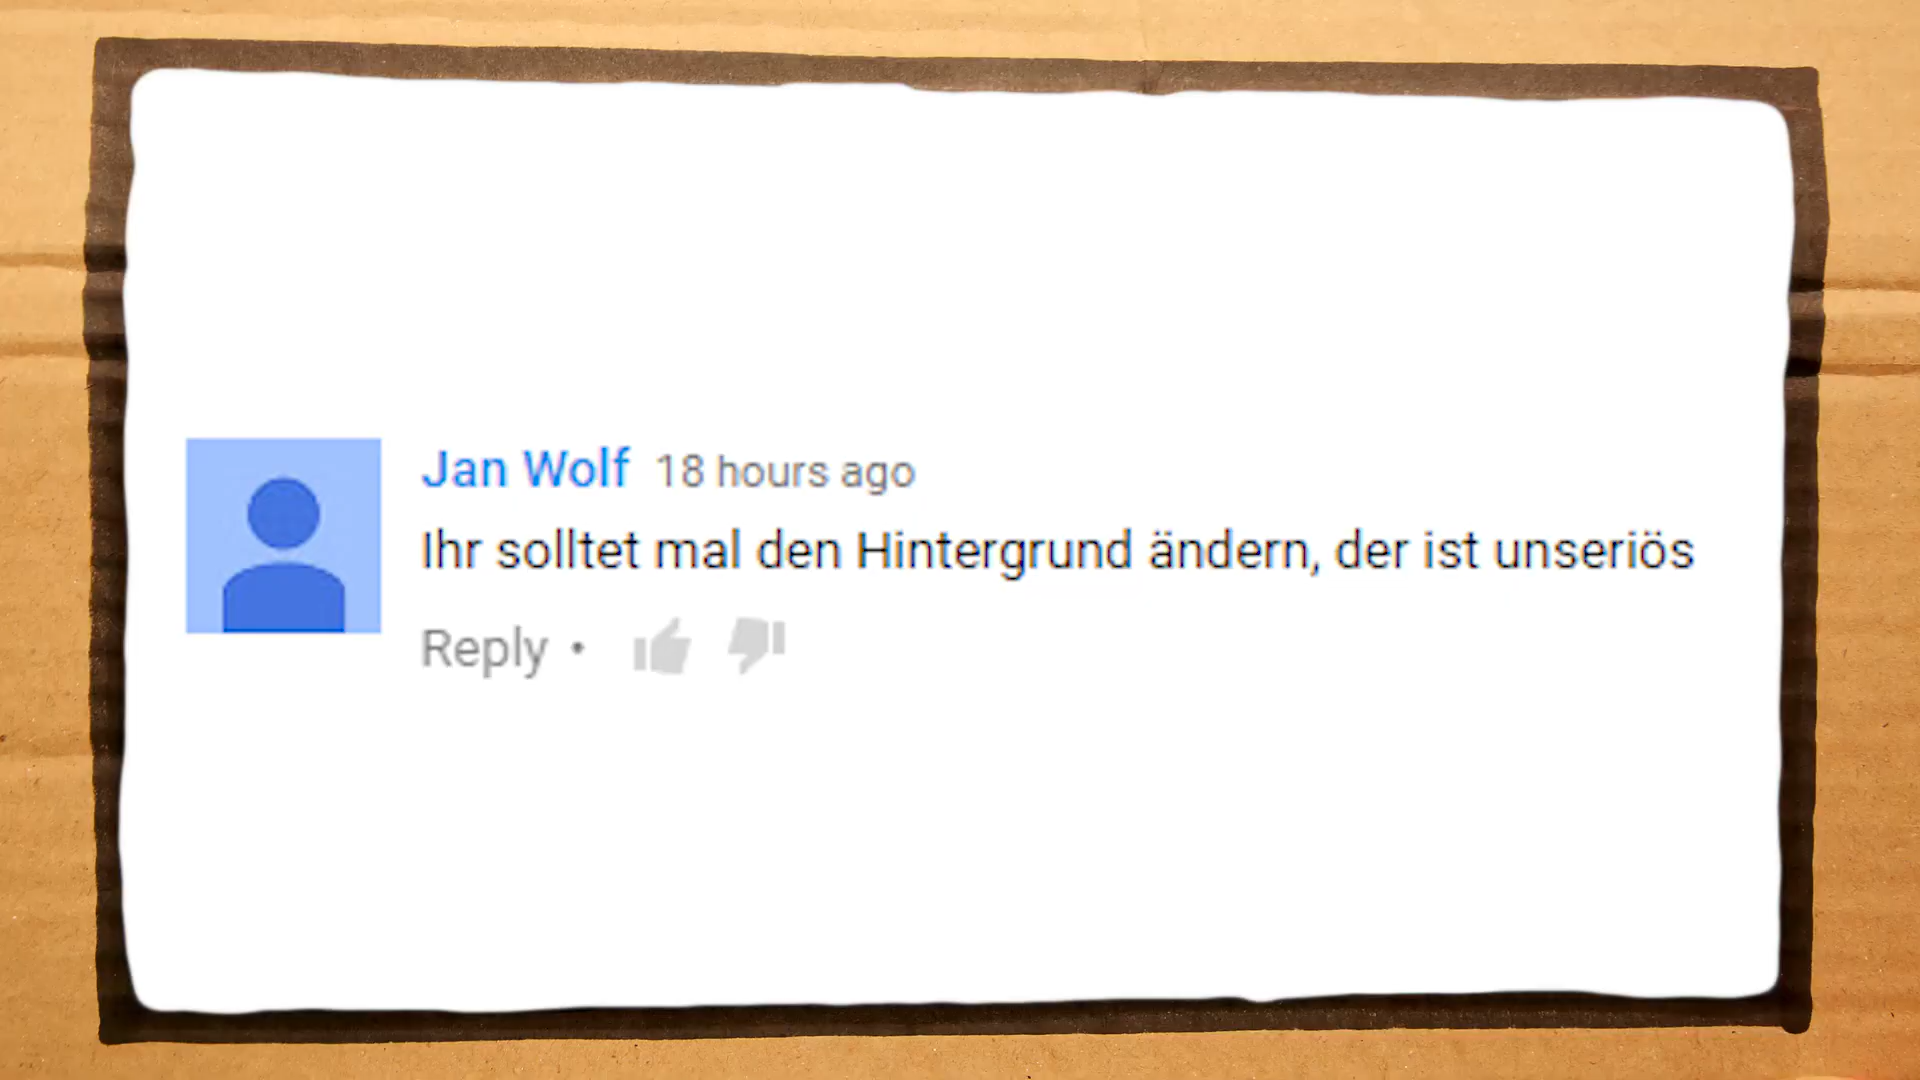 Jan Wolf 18 hours ago
Ihr solltet mal den Hintergrund ändern, der ist unseriös
Reply •